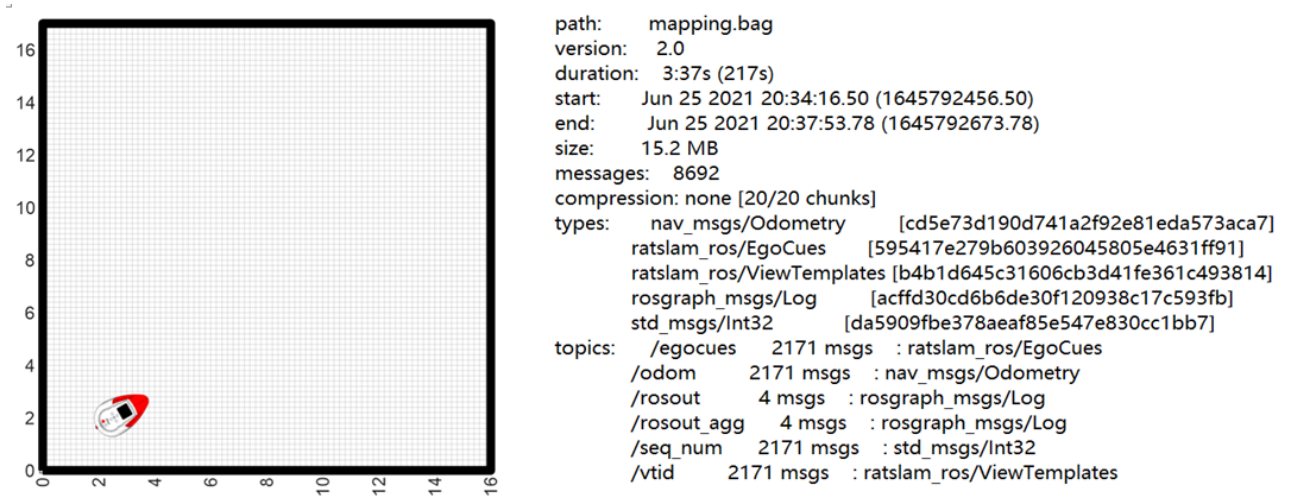 16
14
12
10
8
6
4
2
0
0 2 4 6 8 10 12 14 16
path: mapping.bag
version: 2.0
duration: 3:37s (217s)
start: Jun 25 2021 20:34:16.50 (1645792456.50)
end: Jun 25 2021 20:37:53.78 (1645792673.78)
size: 15.2 MB
messages: 8692
compression: none [20/20 chunks]
types: nav_msgs/Odometry [cd5e73d190d741a2f92e81eda573aca7]
ratslam_ros/EgoCues [595417e279b603926045805e4631ff91]
ratslam_ros/ViewTemplates [b4b1d645c31606cb3d41fe361c493814]
rosgraph_msgs/Log [acffd30cd6b6de30f120938c17c593fb]
std_msgs/Int32 [da5909fbe378aeaf85e547e830cc1bb7]
topics: /egocues 2171 msgs : ratslam_ros/EgoCues
/odom 2171 msgs : nav_msgs/Odometry
/rosout 4 msgs : rosgraph_msgs/Log
/rosout_agg 4 msgs : rosgraph_msgs/Log
/seq_num 2171 msgs : std_msgs/Int32
/vtid 2171 msgs : ratslam_ros/ViewTemplates